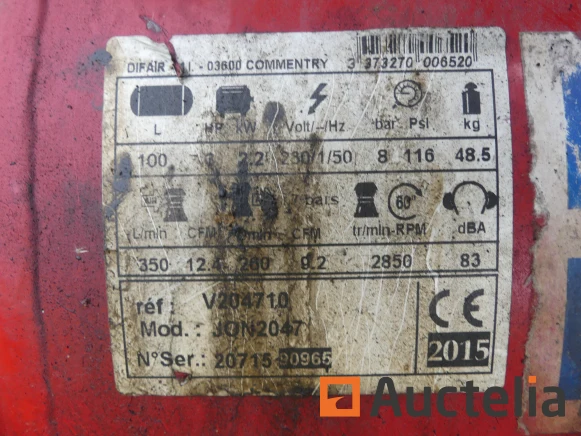 DIFAIR - 03600 COMMENTRY 3 373270 006520
L HP kW Volt/~/Hz bar Psi kg
100 2.2 230/1/50 8 116 48.5
bars
L/min CFM CFM tr/min-RPM dBA
60"
350 12.4 260 9.2 2850 83
réf : V204710
Mod. : JON2047
N°Ser.: 20715 90965
CE
2015
Auctelia